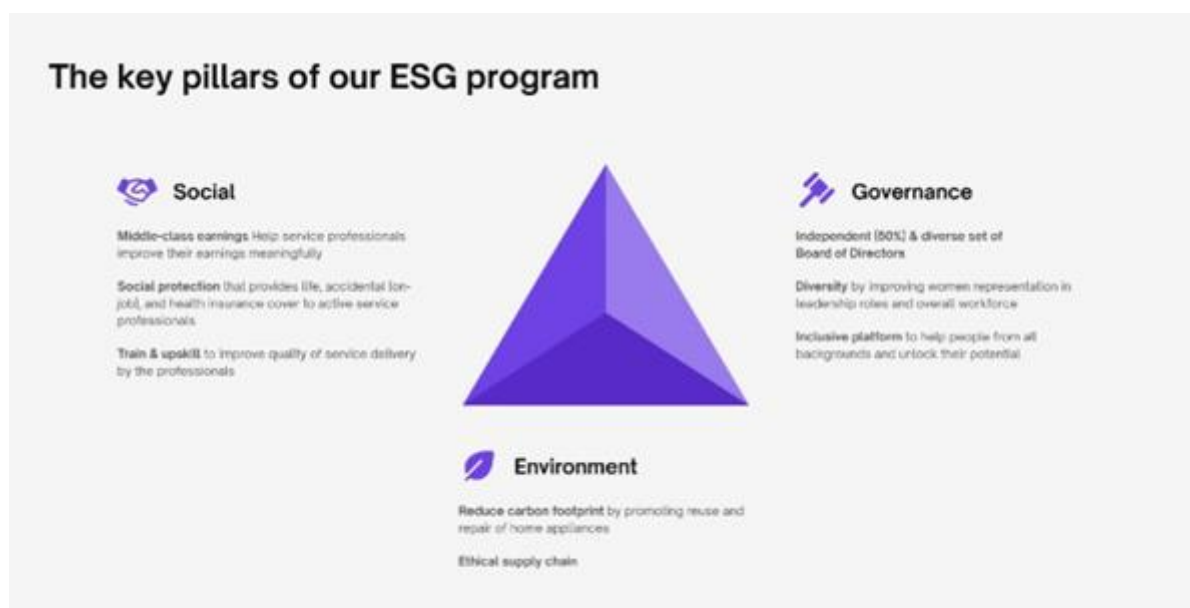 The key pillars of our ESG program
Social
Middle-class earnings Help service professionals
improve their earnings meaningfully
Social protection that provides life, accidental (on-
job), and health insurance cover to active service
professionals
Train & upskill to improve quality of service delivery
by the professionals
Governance
Independent (50%) & diverse set of
Board of Directors
Diversity by improving women representation in
leadership roles and overall workforce
Inclusive platform to help people from all
backgrounds and unlock their potential
Environment
Reduce carbon footprint by promoting reuse and
repair of home appliances
Ethical supply chain